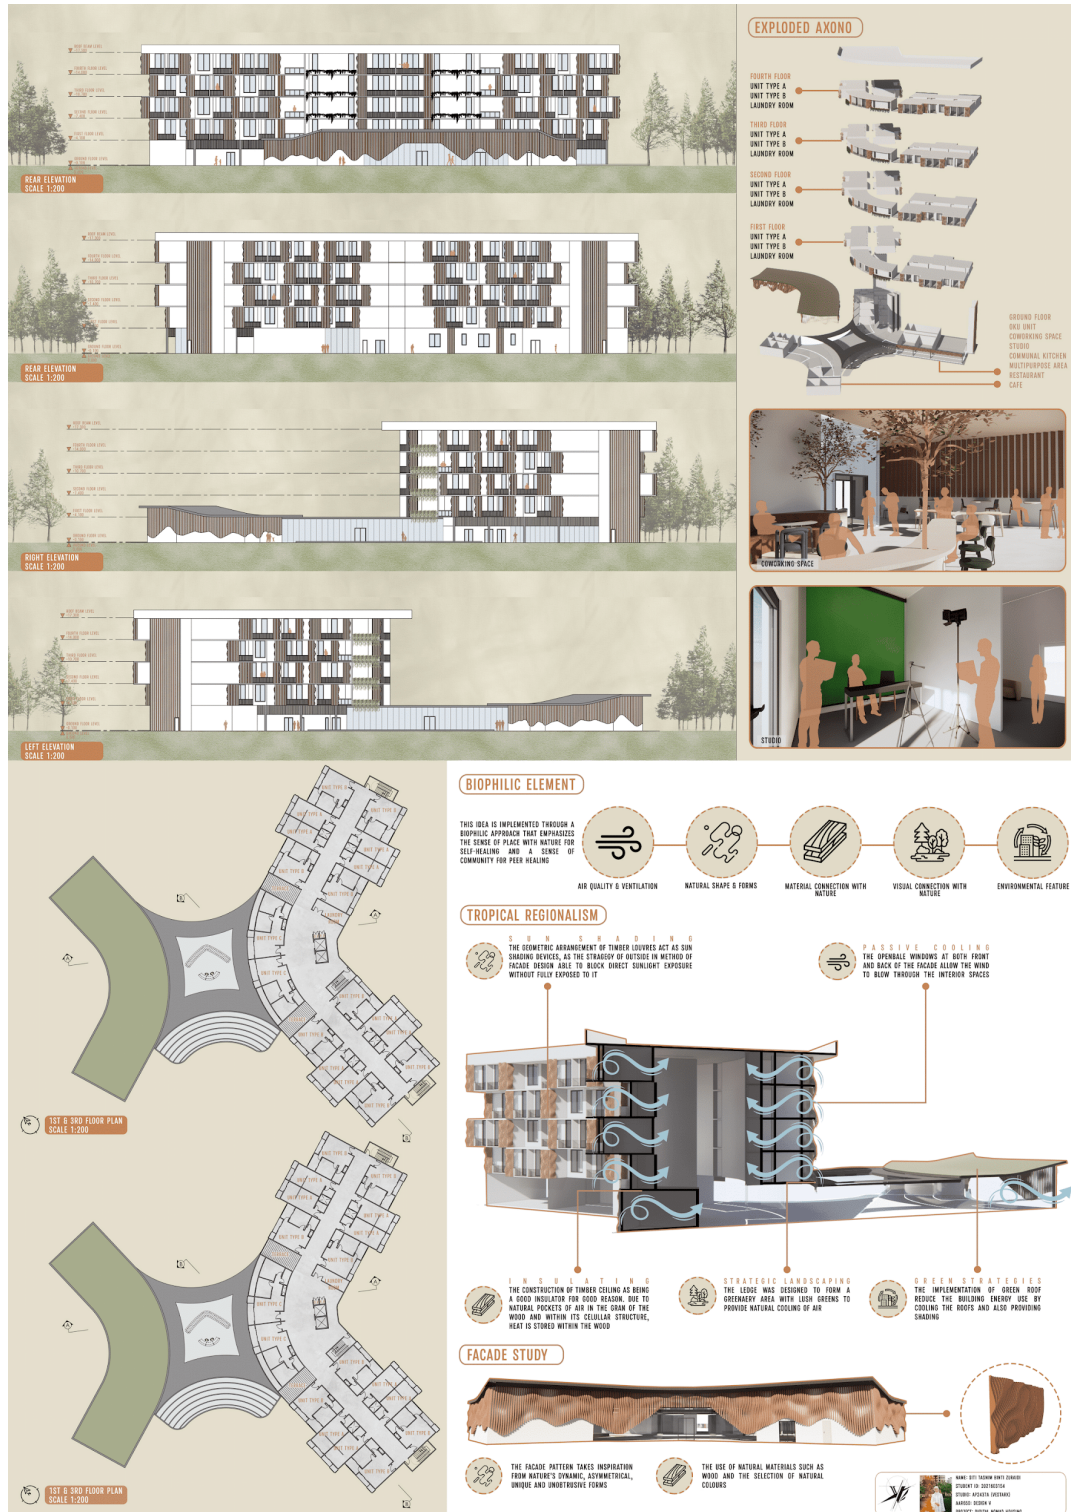 REAR ELEVATION
SCALE 1:200
REAR ELEVATION
SCALE 1:200
RIGHT ELEVATION
SCALE 1:200
LEFT ELEVATION
SCALE 1:200
EXPLODED AXONO
FOURTH FLOOR
UNIT TYPE A
UNIT TYPE B
LAUNDRY ROOM
THIRD FLOOR
UNIT TYPE A
UNIT TYPE B
LAUNDRY ROOM
SECOND FLOOR
UNIT TYPE A
UNIT TYPE B
LAUNDRY ROOM
FIRST FLOOR
UNIT TYPE A
UNIT TYPE B
LAUNDRY ROOM
GROUND FLOOR
OKU UNIT
COWORKING SPACE
STUDIO
COMMUNAL KITCHEN
MULTIPURPOSE AREA
RESTAURANT
CAFE
COWORKING SPACE
STUDIO
1ST & 3RD FLOOR PLAN
SCALE 1:200
1ST & 3RD FLOOR PLAN
SCALE 1:200
BIOPHILIC ELEMENT
THIS IDEA IS IMPLEMENTED THROUGH A
BIOPHILIC APPROACH THAT EMPHASIZES
THE SENSE OF PLACE WITH NATURE FOR
SELF-HEALING AND A SENSE OF
COMMUNITY FOR PEER HEALING
AIR QUALITY & VENTILATION
NATURAL SHAPE & FORMS
MATERIAL CONNECTION WITH
NATURE
VISUAL CONNECTION WITH
NATURE
ENVIRONMENTAL FEATURE
TROPICAL REGIONALISM
SUN SHADING
THE GEOMETRIC ARRANGEMENT OF TIMBER LOUVRES ACT AS SUN
SHADING DEVICES, AS THE STRAGEGY OF OUTSIDE IN METHOD OF
FACADE DESIGN ABLE TO BLOCK DIRECT SUNLIGHT EXPOSURE
WITHOUT FULLY EXPOSED TO IT
PASSIVE COOLING
THE OPENBALE WINDOWS AT BOTH FRONT
AND BACK OF THE FACADE ALLOW THE WIND
TO BLOW THROUGH THE INTERIOR SPACES
INSULATING
THE CONSTRUCTION OF TIMBER CEILING AS BEING
A GOOD INSULATOR FOR GOOD REASON. DUE TO
NATURAL POCKETS OF AIR IN THE GRAN OF THE
WOOD AND WITHIN ITS CELULLAR STRUCTURE,
HEAT IS STORED WITHIN THE WOOD
STRATEGIC LANDSCAPING
THE LEDGE WAS DESIGNED TO FORM A
GREENAERY AREA WITH LUSH GREENS TO
PROVIDE NATURAL COOLING OF AIR
GREEN STRATEGIES
THE IMPLEMENTATION OF GREEN ROOF
REDUCE THE BUILDING ENERGY USE BY
COOLING THE ROOFS AND ALSO PROVIDING
SHADING
FACADE STUDY
THE FACADE PATTERN TAKES INSPIRATION
FROM NATURE'S DYNAMIC, ASYMMETRICAL,
UNIQUE AND UNOBTRUSIVE FORMS
THE USE OF NATURAL MATERIALS SUCH AS
WOOD AND THE SELECTION OF NATURAL
COLOURS
NAME: SITI TASNIM BINTI ZUNAIDI
STUDENT ID: 2021603134